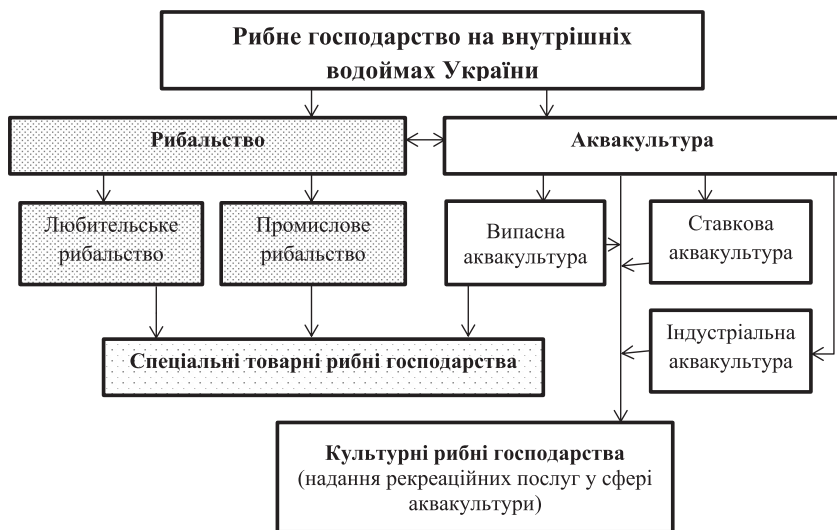 Рибне господарство на внутрішніх
водоймах України
Рибальство
Аквакультура
Любительське
рибальство
Промислове
рибальство
Випасна
аквакультура
Ставкова
аквакультура
Індустріальна
аквакультура
Спеціальні товарні рибні господарства
Культурні рибні господарства
(надання рекреаційних послуг у сфері
аквакультури)